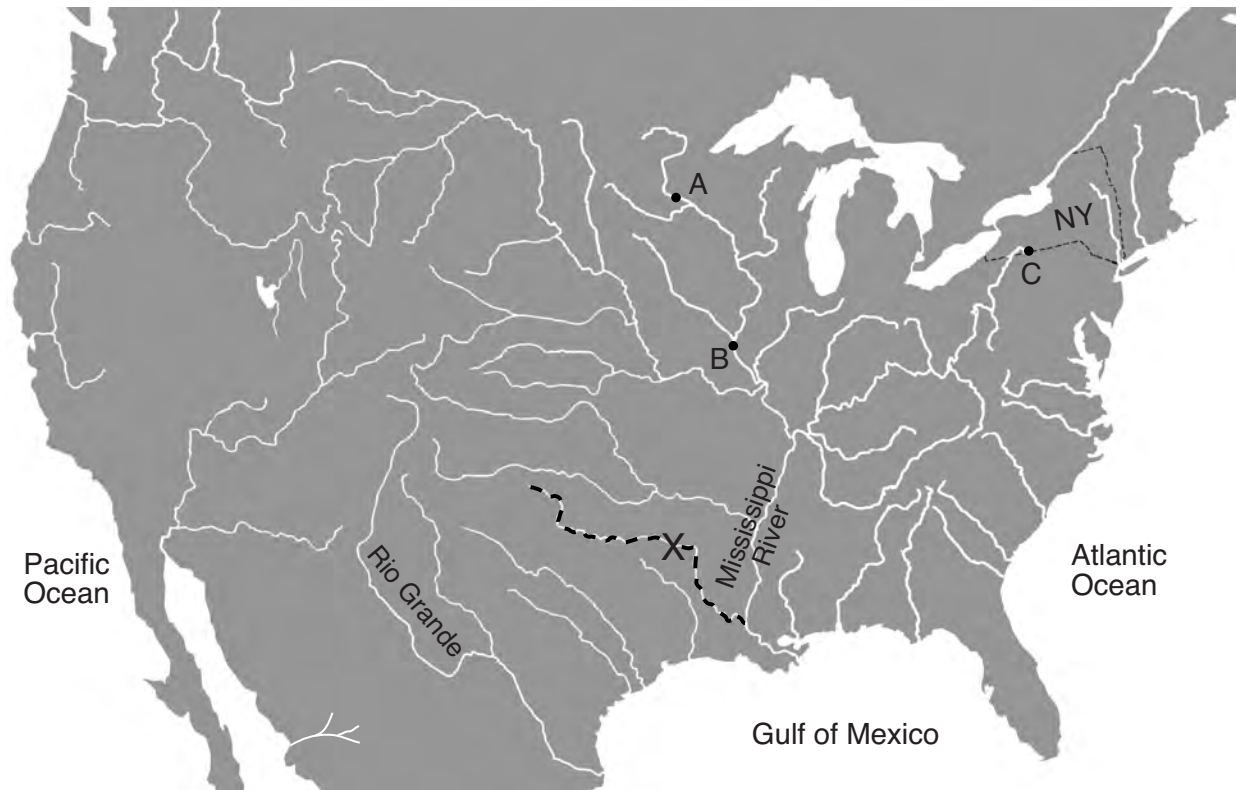 A
NY
C
B
Mississippi
River
X
Rio Grande
Pacific
Ocean
Atlantic
Ocean
Gulf of Mexico